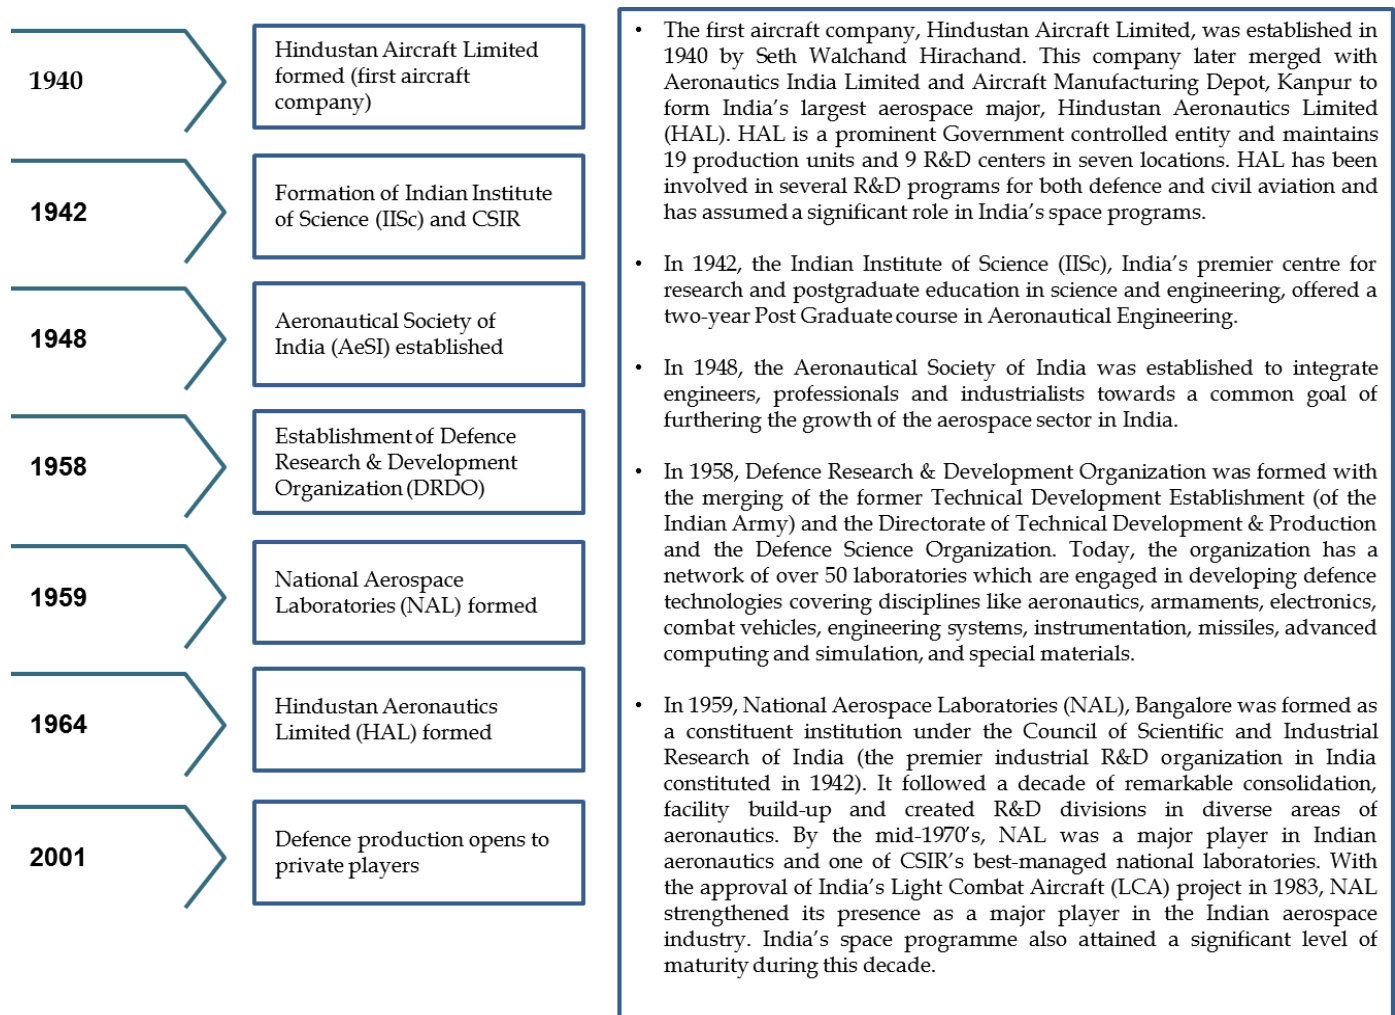 1940
Hindustan Aircraft Limited
formed (first aircraft
company)
1942
Formation of Indian Institute
of Science (IISc) and CSIR
1948
Aeronautical Society of
India (AeSI) established
1958
Establishment of Defence
Research & Development
Organization (DRDO)
1959
National Aerospace
Laboratories (NAL) formed
1964
Hindustan Aeronautics
Limited (HAL) formed
2001
Defence production opens to
private players
• The first aircraft company, Hindustan Aircraft Limited, was established in
1940 by Seth Walchand Hirachand. This company later merged with
Aeronautics India Limited and Aircraft Manufacturing Depot, Kanpur to
form India's largest aerospace major, Hindustan Aeronautics Limited
(HAL). HAL is a prominent Government controlled entity and maintains
19 production units and 9 R&D centers in seven locations. HAL has been
involved in several R&D programs for both defence and civil aviation and
has assumed a significant role in India's space programs.
• In 1942, the Indian Institute of Science (IISc), India's premier centre for
research and postgraduate education in science and engineering, offered a
two-year Post Graduate course in Aeronautical Engineering.
• In 1948, the Aeronautical Society of India was established to integrate
engineers, professionals and industrialists towards a common goal of
furthering the growth of the aerospace sector in India.
• In 1958, Defence Research & Development Organization was formed with
the merging of the former Technical Development Establishment (of the
Indian Army) and the Directorate of Technical Development & Production
and the Defence Science Organization. Today, the organization has a
network of over 50 laboratories which are engaged in developing defence
technologies covering disciplines like aeronautics, armaments, electronics,
combat vehicles, engineering systems, instrumentation, missiles, advanced
computing and simulation, and special materials.
• In 1959, National Aerospace Laboratories (NAL), Bangalore was formed as
a constituent institution under the Council of Scientific and Industrial
Research of India (the premier industrial R&D organization in India
constituted in 1942). It followed a decade of remarkable consolidation,
facility build-up and created R&D divisions in diverse areas of
aeronautics. By the mid-1970's, NAL was a major player in Indian
aeronautics and one of CSIR's best-managed national laboratories. With
the approval of India's Light Combat Aircraft (LCA) project in 1983, NAL
strengthened its presence as a major player in the Indian aerospace
industry. India's space programme also attained a significant level of
maturity during this decade.